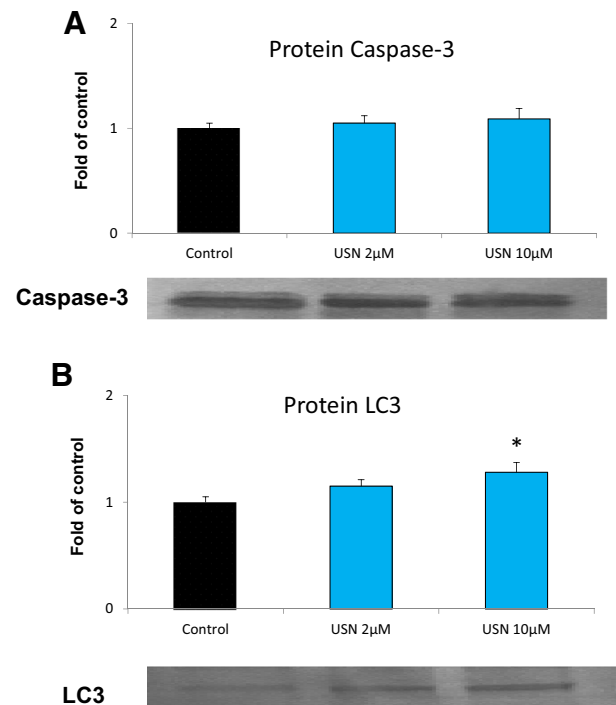 A
Protein Caspase-3
Fold of control
2
1
0
Control USN 2µM USN 10µM
Caspase-3
B
Protein LC3
Fold of control
2
*
1
0
Control USN 2µM USN 10µM
LC3